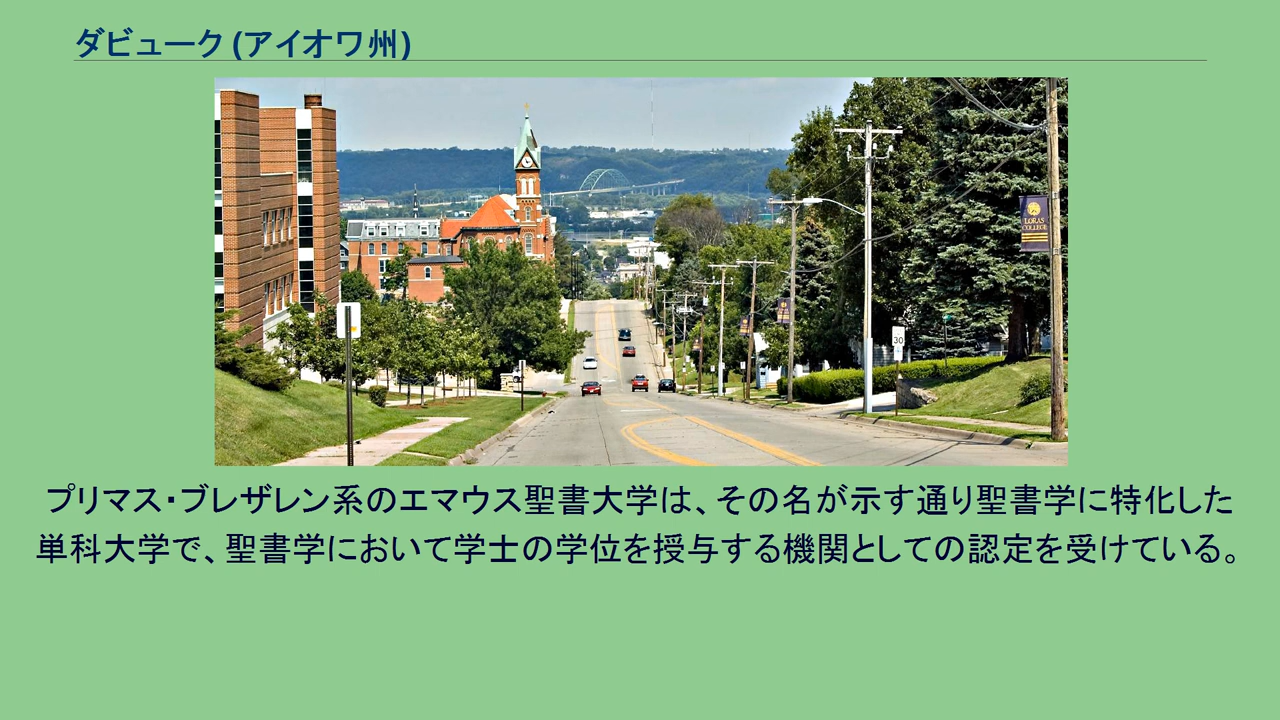 ダビューク (アイオワ州)
LORAS
COLLEGE
30
プリマス・ブレザレン系のエマウス聖書大学は、その名が示す通り聖書学に特化した
単科大学で、聖書学において学士の学位を授与する機関としての認定を受けている。